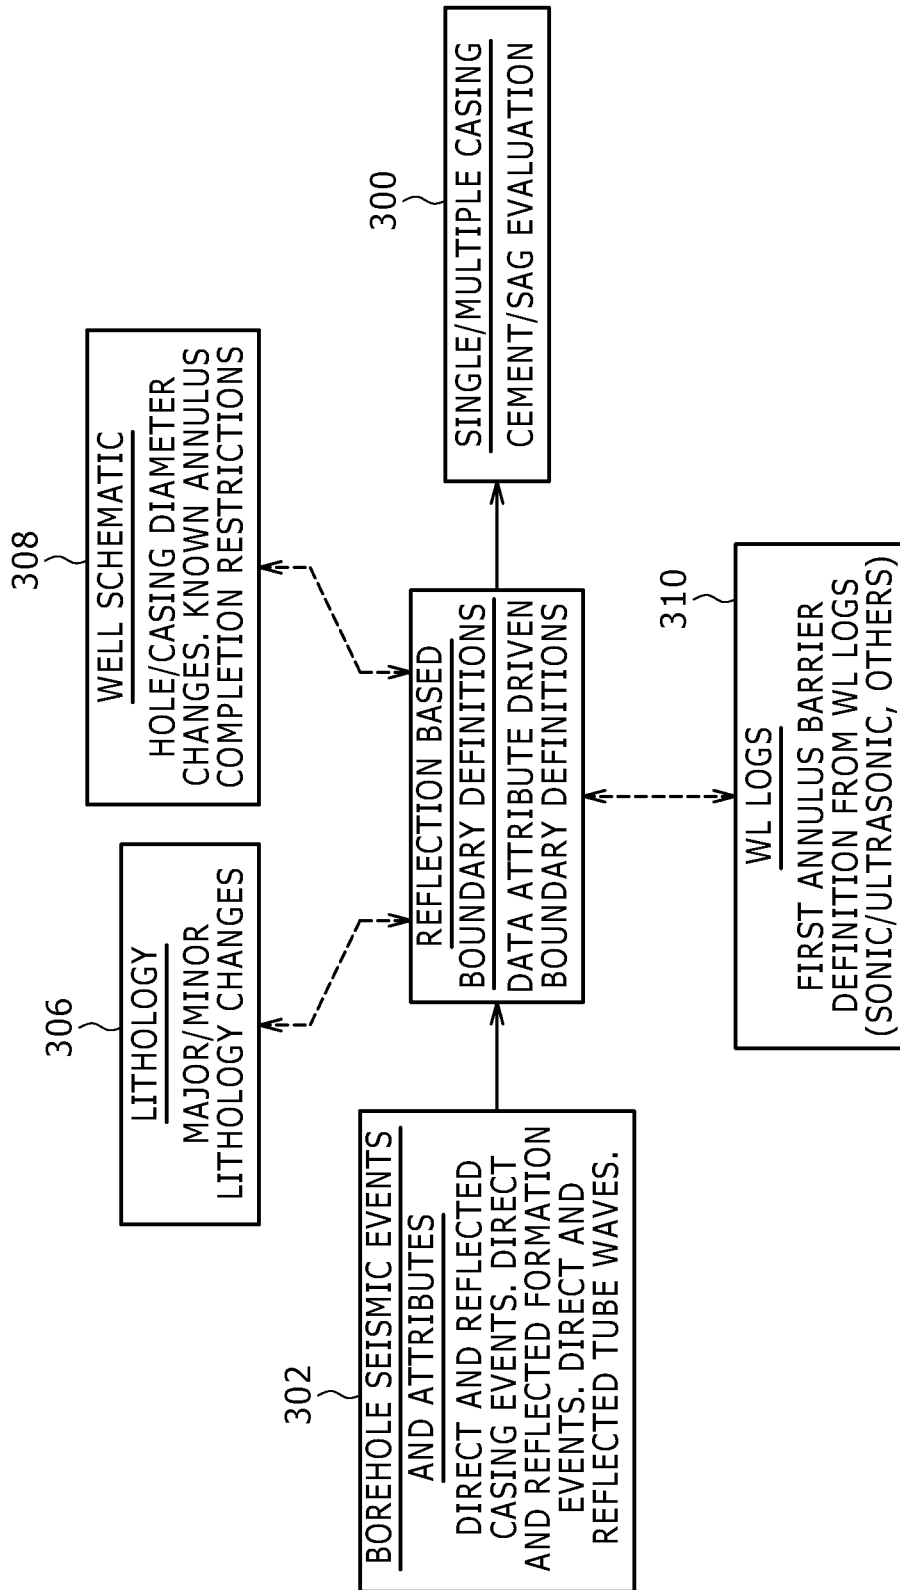 306
LITHOLOGY
MAJOR/MINOR
LITHOLOGY CHANGES
308
WELL SCHEMATIC
HOLE/CASING DIAMETER
CHANGES. KNOWN ANNULUS
COMPLETION RESTRICTIONS
302
BOREHOLE SEISMIC EVENTS
AND ATTRIBUTES
DIRECT AND REFLECTED
CASING EVENTS. DIRECT
AND REFLECTED FORMATION
EVENTS. DIRECT AND
REFLECTED TUBE WAVES.
REFLECTION BASED
BOUNDARY DEFINITIONS
DATA ATTRIBUTE DRIVEN
BOUNDARY DEFINITIONS
300
SINGLE/MULTIPLE CASING
CEMENT/SAG EVALUATION
310
WL LOGS
FIRST ANNULUS BARRIER
DEFINITION FROM WL LOGS
(SONIC/ULTRASONIC, OTHERS)